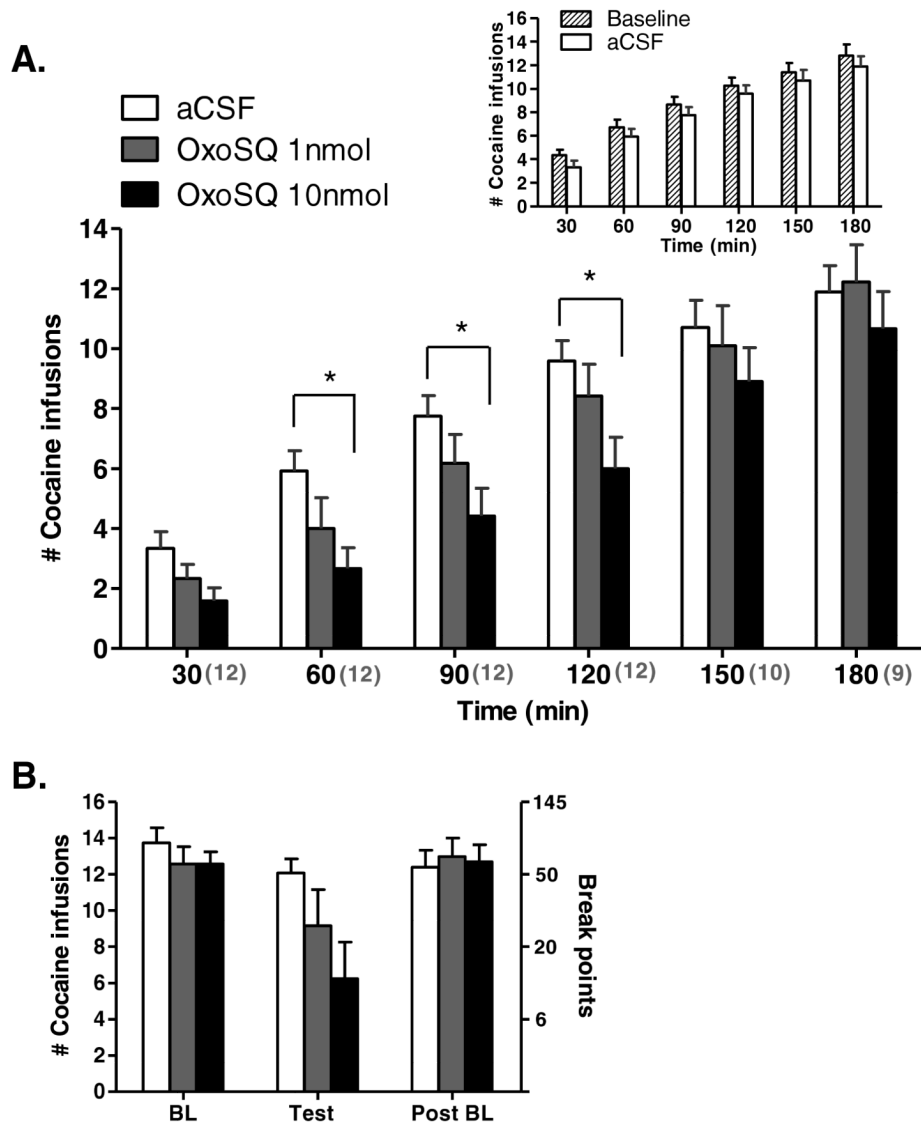 A.
aCSF
OxoSQ 1nmol
OxoSQ 10nmol
# Cocaine infusions
14
12
10
8
6
4
2
0
30 (12) 60 (12) 90 (12) 120 (12) 150 (10) 180 (9)
Time (min)
*
*
*
Baseline
aCSF
# Cocaine infusions
16
14
12
10
8
6
4
2
0
30 60 90 120 150 180
Time (min)
B.
# Cocaine infusions
16
14
12
10
8
6
4
2
0
BL Test Post BL
145
50
20
6
Break points